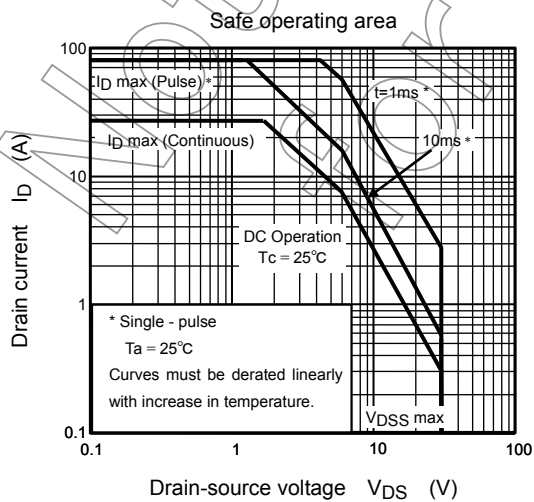 Safe operating area
100
ID max (Pulse) *
t=1ms *
ID max (Continuous)
10ms *
10
DC Operation
Tc = 25°C
1
* Single - pulse
Ta = 25°C
Curves must be derated linearly
with increase in temperature.
VDSS max
0.1
0.1 1 10 100
Drain current ID (A)
Drain-source voltage VDS (V)